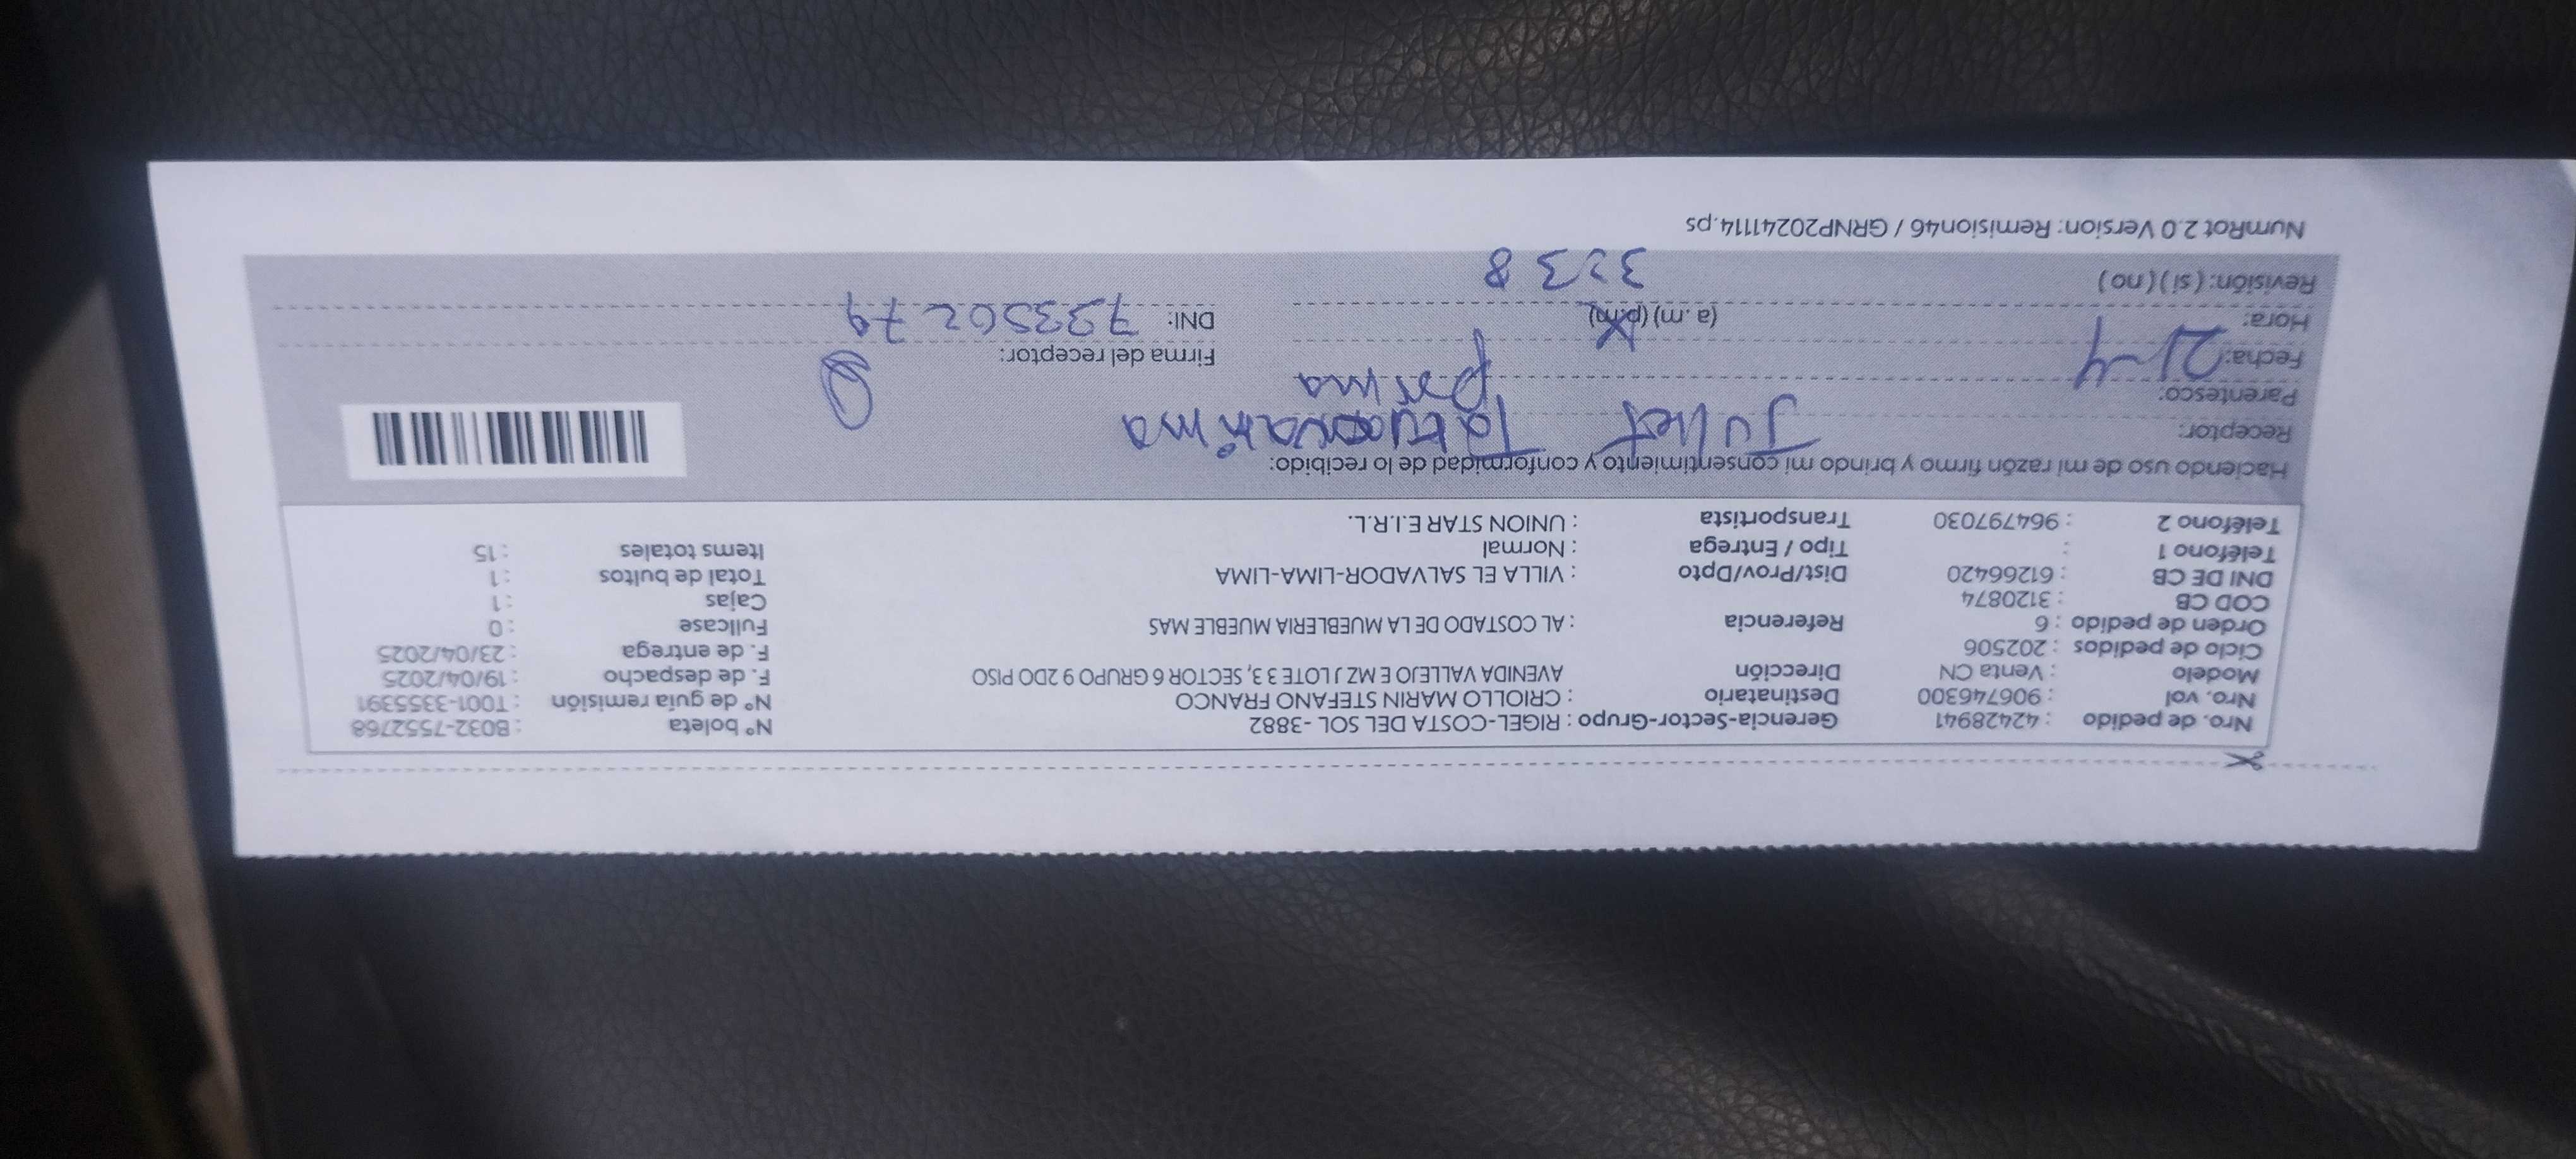 Nro. de pedido : 42428941 Gerencia-Sector-Grupo : RIGEL-COSTA DEL SOL - 3882 N° boleta : B032-7552768
Nro. vol : 906746300 Destinatario : CRIOLLO MARIN STEFANO FRANCO N° de guía remisión : T001-3355391
Modelo : Venta CN Dirección AVENIDA VALLEJO E MZ J LOTE 3 3, SECTOR 6 GRUPO 9 2DO PISO F. de despacho : 19/04/2025
Ciclo de pedidos : 202506 F. de entrega : 23/04/2025
Orden de pedido : 6 Referencia : AL COSTADO DE LA MUEBLERIA MUEBLE MAS Fullcase : 0
COD CB : 3120874 Cajas : 1
DNI DE CB : 61266420 Dist/Prov/Dpto : VILLA EL SALVADOR-LIMA-LIMA Total de bultos : 1
Teléfono 1 : Tipo / Entrega : Normal Items totales : 15
Teléfono 2 : 964797030 Transportista : UNION STAR E.I.R.L.
Haciendo uso de mi razón firmo y brindo mi consentimiento y conformidad de lo recibido:
Receptor: Juliet
Parentesco: prima
Fecha: 21-4 Firma del receptor:
Hora: (a.m) (p.m) DNI:
Revisión: ( si ) ( no )
NumRot 2.0 Version: Remision46 / GRNP20241114.ps